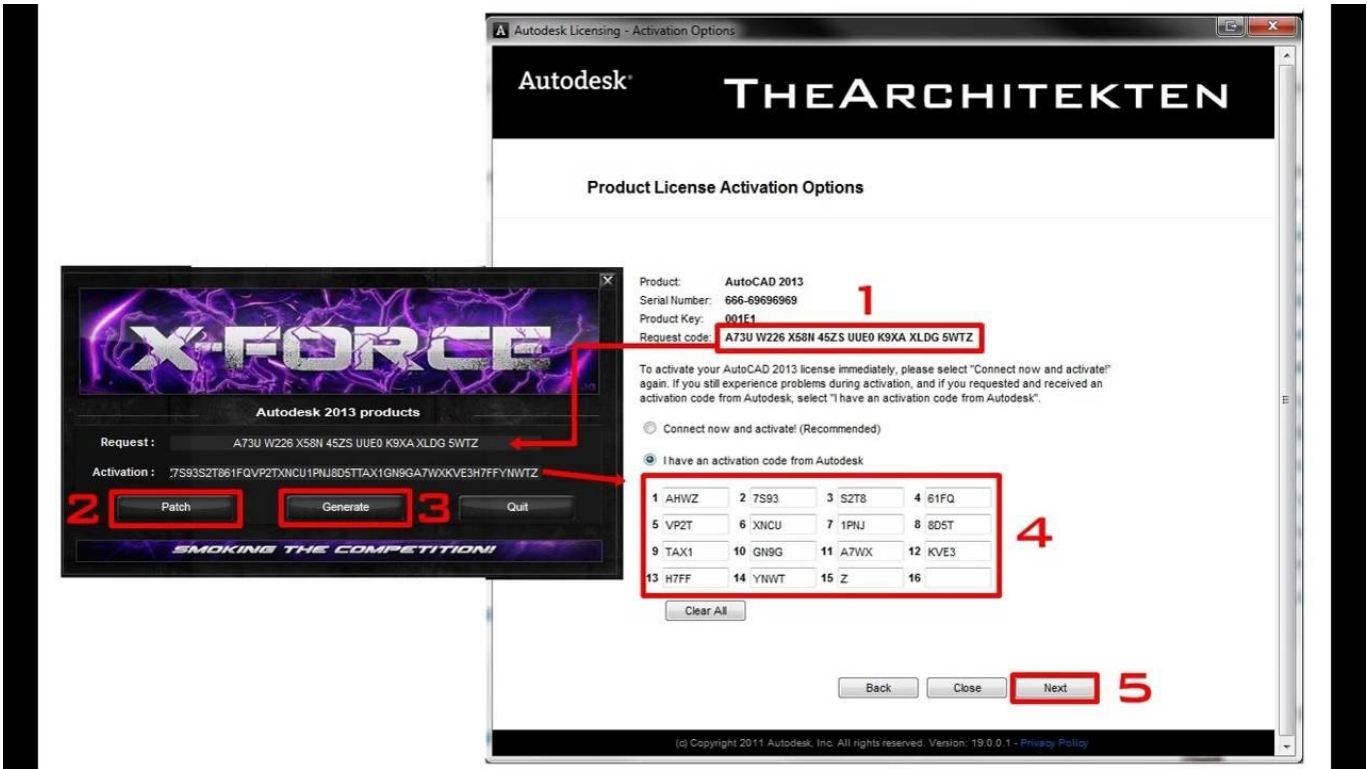 Autodesk Licensing - Activation Options
Autodesk
THEARCHITEKTEN
Product License Activation Options
Product: AutoCAD 2013
Serial Number: 666-69696969
Product Key: 001E1
Request code: A73U W226 X58N 45ZS UUE0 K9XA XLDG 5WTZ
1
To activate your AutoCAD 2013 license immediately, please select "Connect now and activate!"
again. If you still experience problems during activation, and if you requested and received an
activation code from Autodesk, select "I have an activation code from Autodesk".
Connect now and activate! (Recommended)
I have an activation code from Autodesk
1 AHWZ 2 7S93 3 S2T8 4 61FQ
5 VP2T 6 XNCU 7 1PNJ 8 8D5T
9 TAX1 10 GN9G 11 A7WX 12 KVE3
13 H7FF 14 YNWT 15 Z 16
4
Clear All
Back Close Next
5
(c) Copyright 2011 Autodesk, Inc. All rights reserved. Version: 19.0.0.1 - Privacy Policy
X-FORCE
Autodesk 2013 products
Request : A73U W226 X58N 45ZS UUE0 K9XA XLDG 5WTZ
Activation : 7S93S2T861FQVP2TXNCU1PNJ8D5TTAX1GN9GA7WXKVE3H7FFYNWTZ
2 Patch Generate 3 Quit
SMOKING THE COMPETITION!